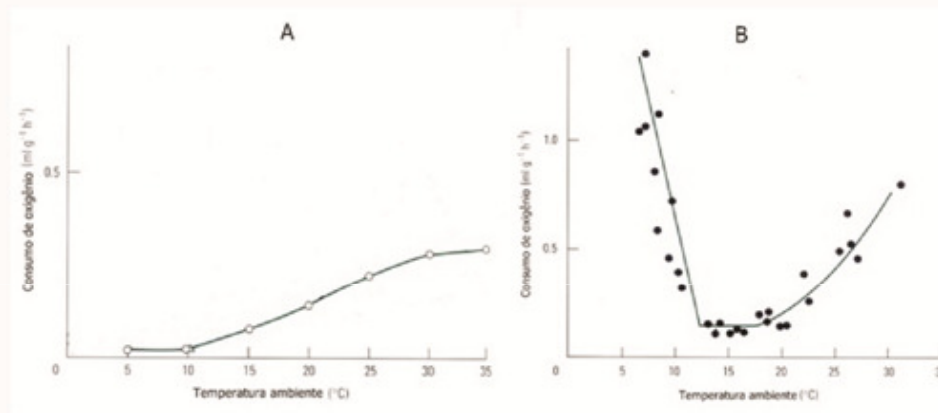 A
Consumo de oxigênio (ml g⁻¹ h⁻¹)
0.5
0 5 10 15 20 25 30 35
Temperatura ambiente (°C)
B
Consumo de oxigênio (ml g⁻¹ h⁻¹)
1.0
0.5
0 5 10 15 20 25 30
Temperatura ambiente (°C)